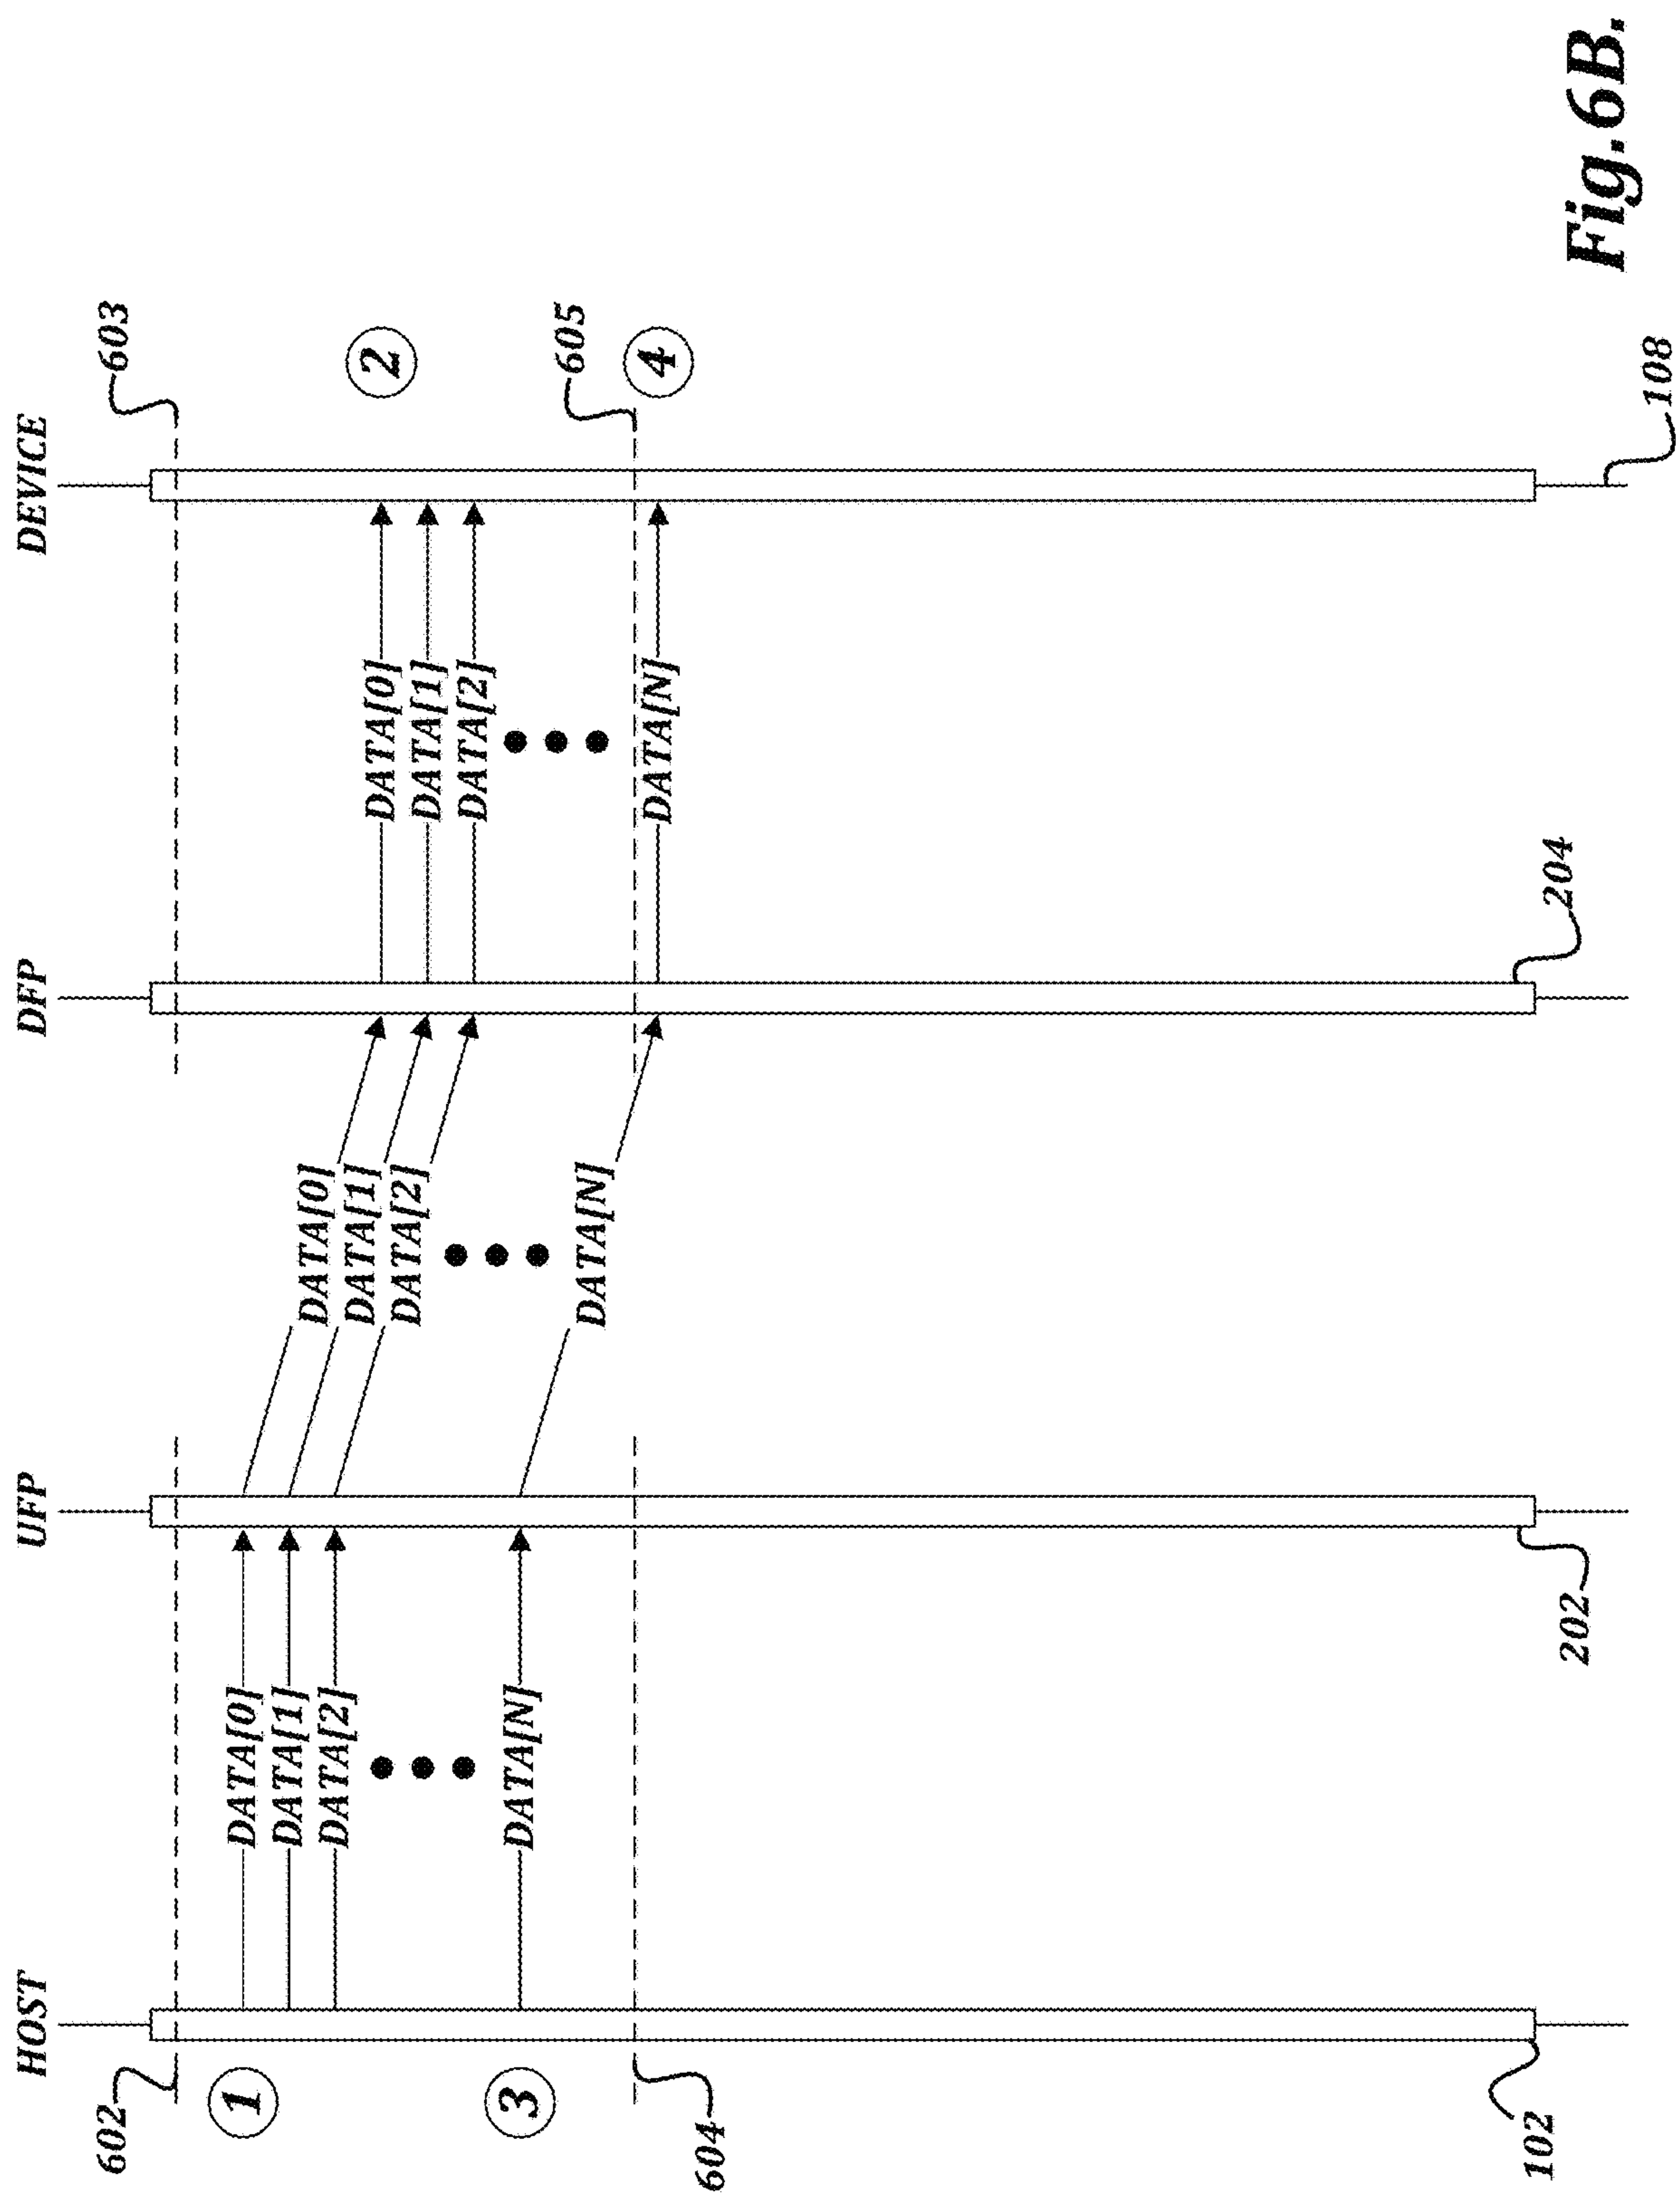 HOST
UFP
DFP
DEVICE
602
603
1
DATA[0]
DATA[1]
DATA[2]
DATA[0]
DATA[1]
DATA[2]
2
DATA[0]
DATA[1]
DATA[2]
3
DATA[N]
DATA[N]
605
604
4
DATA[N]
102
202
204
108
Fig.6B.